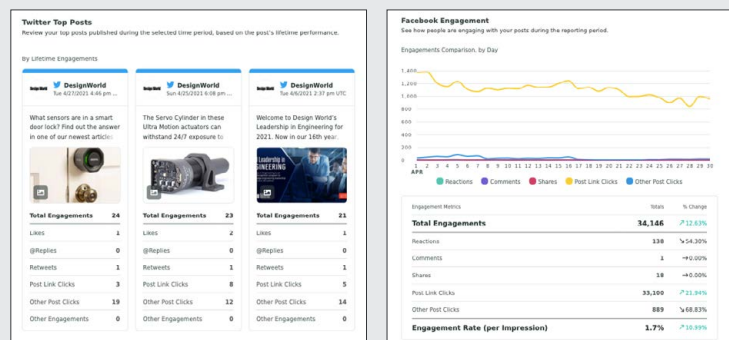 Twitter Top Posts
Review your top posts published during the selected time period, based on the post's lifetime performance.
by Lifetime Engagements
DesignWorld
Tue 4/27/2021 4:46 pm ...
What sensors are in a smart
door lock? Find out the answer
in one of our newest articles
Total Engagements 24
Likes 1
@Replies 0
Retweets 1
Post Link Clicks 3
Other Post Clicks 19
Other Engagements 0
DesignWorld
Sun 4/25/2021 6:08 pm ...
The Servo Cylinder in these
Ultra Motion actuators can
withstand 24/7 exposure to
Total Engagements 23
Likes 2
@Replies 0
Retweets 1
Post Link Clicks 8
Other Post Clicks 12
Other Engagements 0
DesignWorld
Tue 4/6/2021 2:37 pm UTC
Welcome to Design World's
Leadership in Engineering for
2021. Now in our 16th year,
Leadership in
ENGINEERING
Total Engagements 21
Likes 1
@Replies 0
Retweets 1
Post Link Clicks 5
Other Post Clicks 14
Other Engagements 0
Facebook Engagement
See how people are engaging with your posts during the reporting period.
Engagements Comparison, by Day
1,400
1,200
1,000
800
600
400
200
0
1 2 3 4 5 6 7 8 9 10 11 12 13 14 15 16 17 18 19 20 21 22 23 24 25 26 27 28 29 30
APR
Reactions Comments Shares Post Link Clicks Other Post Clicks
Engagement Metrics Totals % Change
Total Engagements 34,146 ↗12.63%
Reactions 138 ↘54.30%
Comments 1 →0.00%
Shares 18 →0.00%
Post Link Clicks 33,100 ↗21.94%
Other Post Clicks 889 ↘68.83%
Engagement Rate (per Impression) 1.7% ↗10.99%